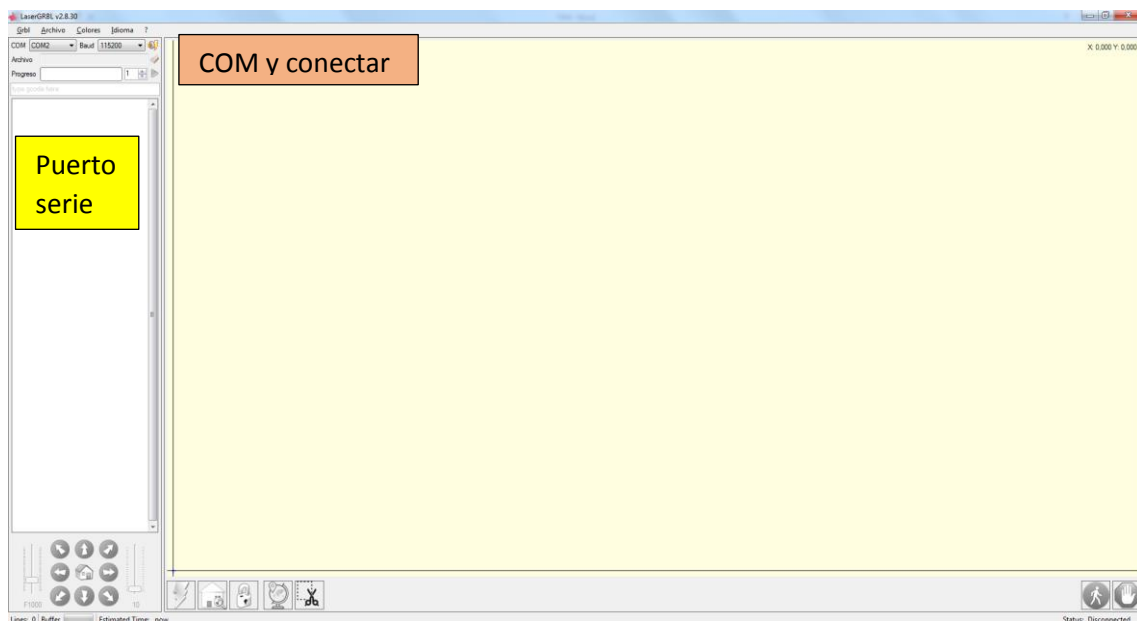 LaserGRBL v2.8.30
Grbl Archivo Colores Idioma ?
COM COM2 Baud 115200
Archivo
Progreso 1
type gcode here
COM y conectar
X: 0.000 Y: 0.000
Puerto
serie
F1000 10
Lines: 0 Buffer Estimated Time: now Status: Disconnected